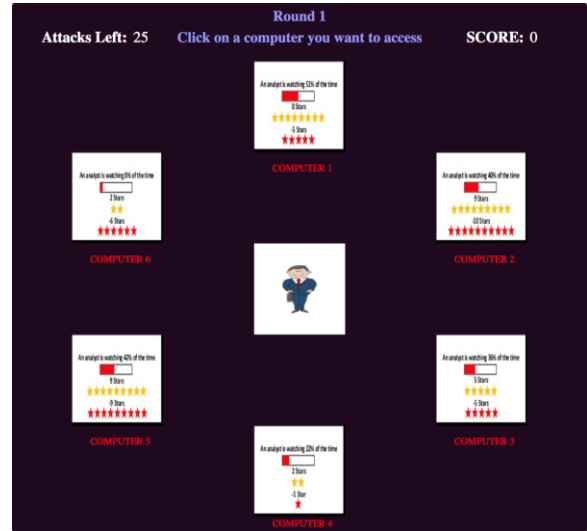 Round 1
Attacks Left: 25
Click on a computer you want to access
SCORE: 0
An analyst is watching of the time
8 Stars
-5 Stars
COMPUTER 1
An analyst is watching of the time
2 Stars
-6 Stars
COMPUTER 6
An analyst is watching 40% of the time
9 Stars
-10 Stars
COMPUTER 2
An analyst is watching 42% of the time
9 Stars
-9 Stars
COMPUTER 5
An analyst is watching 36% of the time
5 Stars
-5 Stars
COMPUTER 3
An analyst is watching 22% of the time
2 Stars
-1 Star
COMPUTER 4